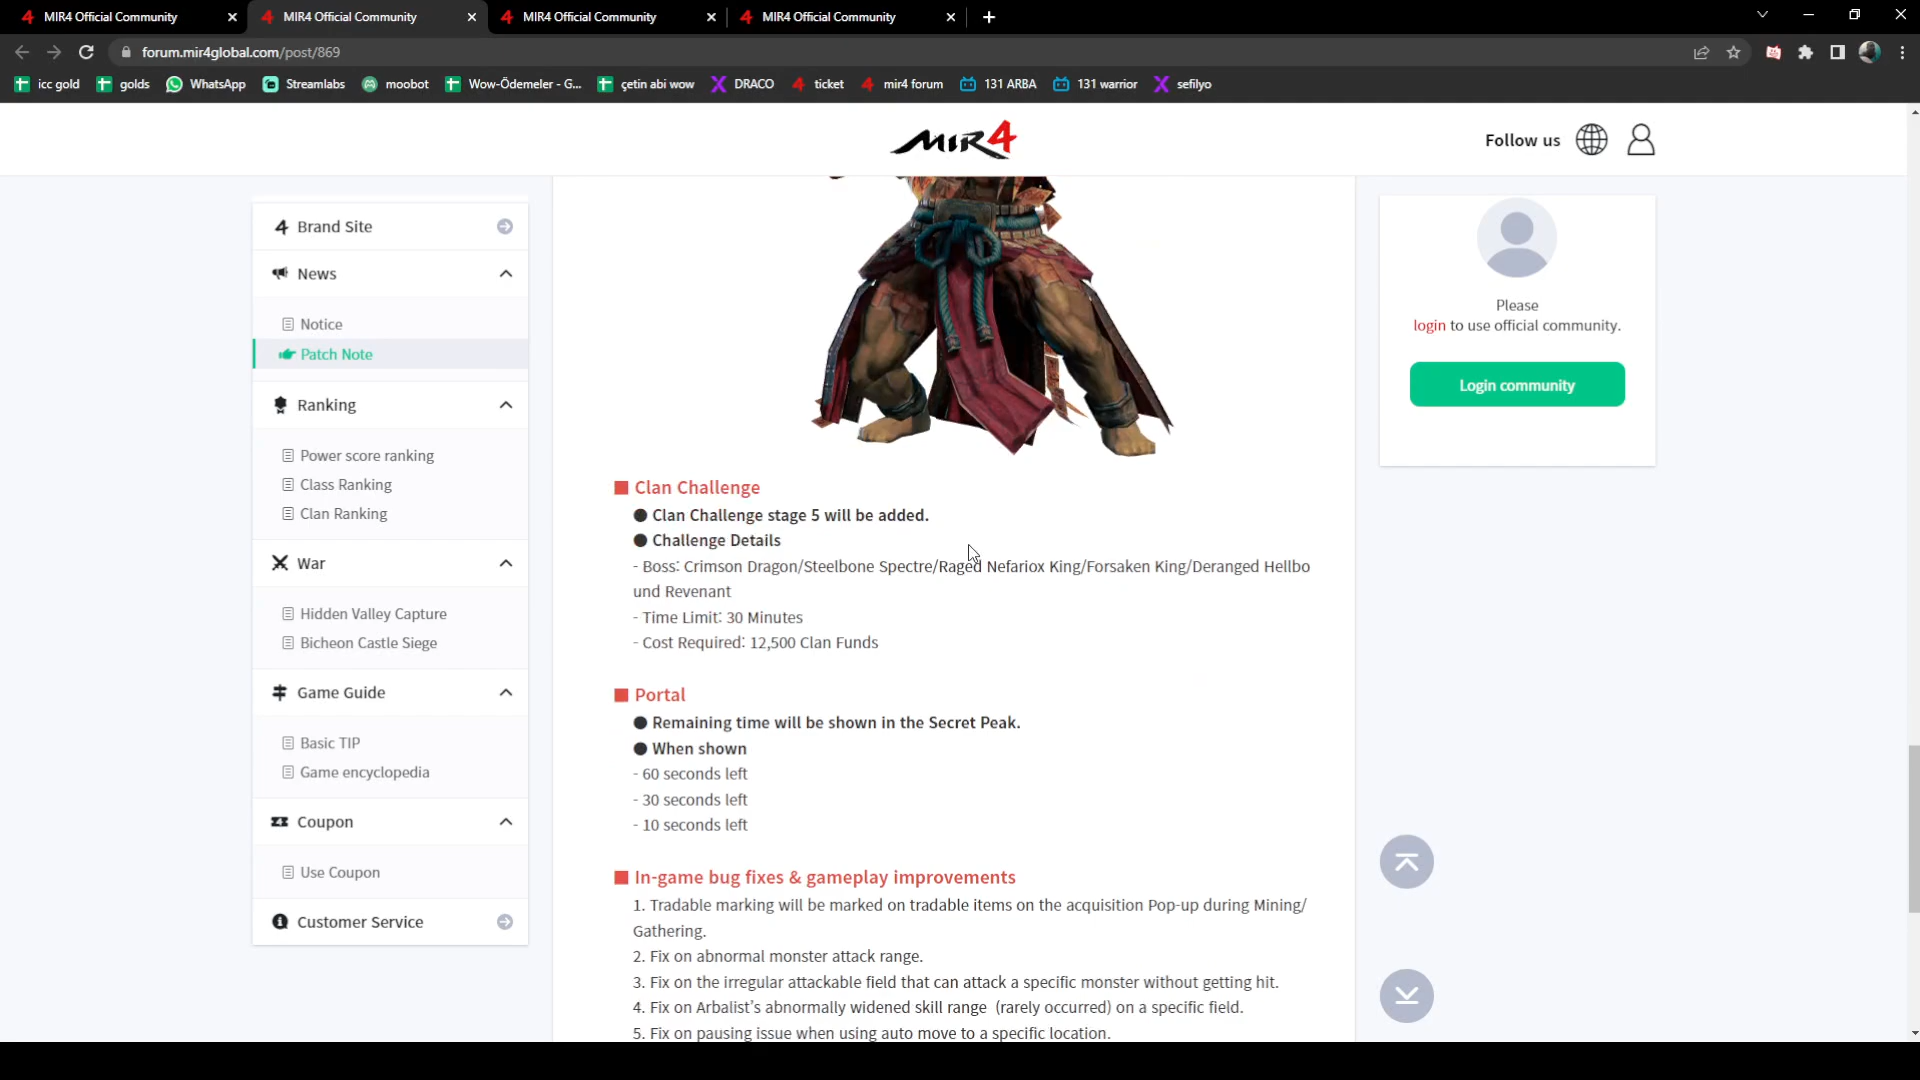 MIR4 Official Community
MIR4 Official Community
MIR4 Official Community
MIR4 Official Community
forum.mir4global.com/post/869
icc gold
golds
WhatsApp
Streamlabs
moobot
Wow-Ödemeler - G...
çetin abi wow
DRACO
ticket
mir4 forum
131 ARBA
131 warrior
sefilyo
MIR4
Follow us
Brand Site
News
Notice
Patch Note
Ranking
Power score ranking
Class Ranking
Clan Ranking
War
Hidden Valley Capture
Bicheon Castle Siege
Game Guide
Basic TIP
Game encyclopedia
Coupon
Use Coupon
Customer Service
■ Clan Challenge
● Clan Challenge stage 5 will be added.
● Challenge Details
- Boss: Crimson Dragon/Steelbone Spectre/Raged Nefariox King/Forsaken King/Deranged Hellbo
und Revenant
- Time Limit: 30 Minutes
- Cost Required: 12,500 Clan Funds
■ Portal
● Remaining time will be shown in the Secret Peak.
● When shown
- 60 seconds left
- 30 seconds left
- 10 seconds left
■ In-game bug fixes & gameplay improvements
1. Tradable marking will be marked on tradable items on the acquisition Pop-up during Mining/
Gathering.
2. Fix on abnormal monster attack range.
3. Fix on the irregular attackable field that can attack a specific monster without getting hit.
4. Fix on Arbalist's abnormally widened skill range (rarely occurred) on a specific field.
5. Fix on pausing issue when using auto move to a specific location.
Please
login to use official community.
Login community